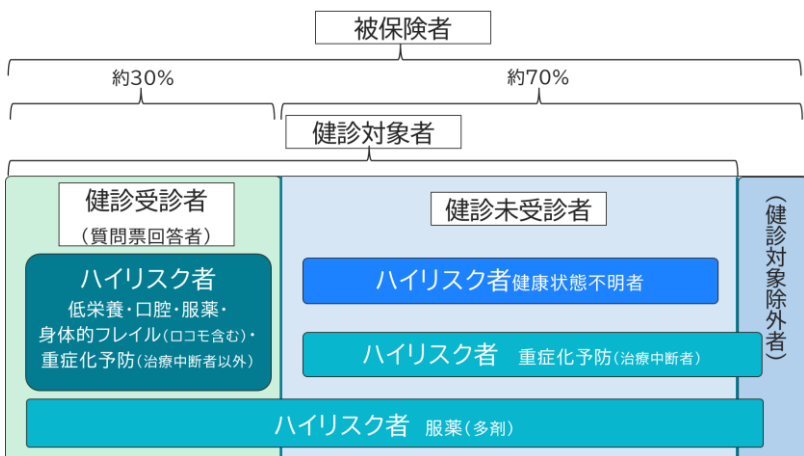 被保険者
約30%
約70%
健診対象者
健診受診者
（質問票回答者）
ハイリスク者
低栄養・口腔・服薬・
身体的フレイル(ロコモ含む)・
重症化予防(治療中断者以外)
健診未受診者
ハイリスク者健康状態不明者
ハイリスク者 重症化予防(治療中断者)
ハイリスク者 服薬(多剤)
（健診対象除外者）